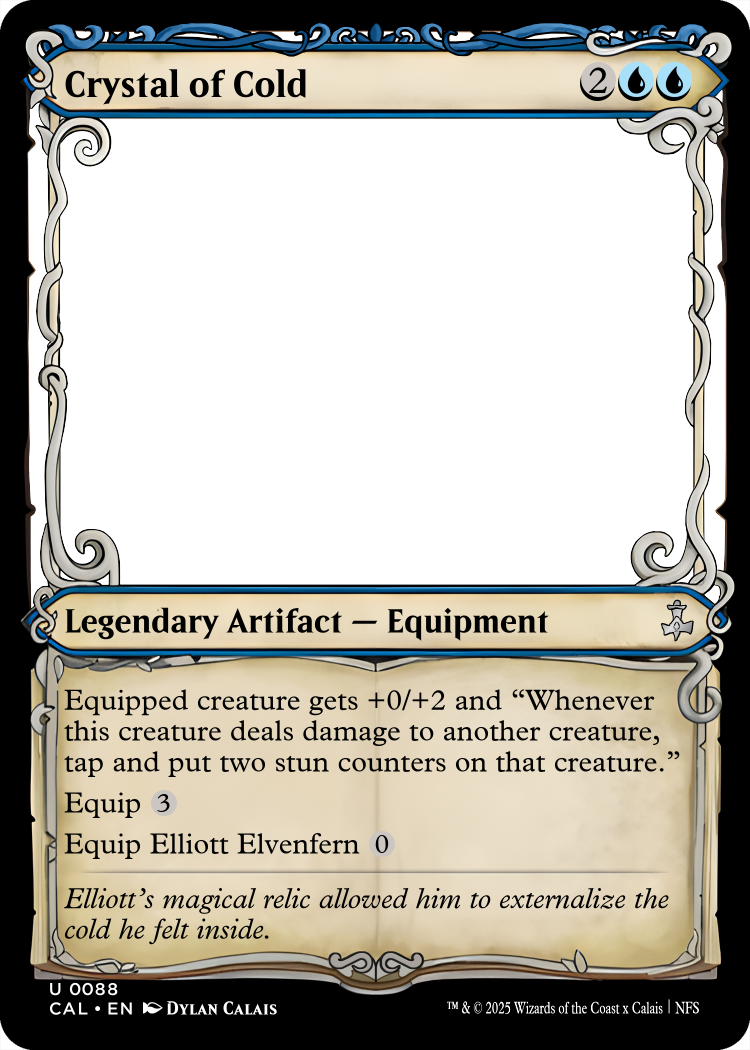 Crystal of Cold 2
Legendary Artifact — Equipment
Equipped creature gets +0/+2 and “Whenever
this creature deals damage to another creature,
tap and put two stun counters on that creature.”
Equip 3
Equip Elliott Elvenfern 0
Elliott’s magical relic allowed him to externalize the
cold he felt inside.
U 0088
CAL • EN DYLAN CALAIS
™ & © 2025 Wizards of the Coast x Calais | NFS